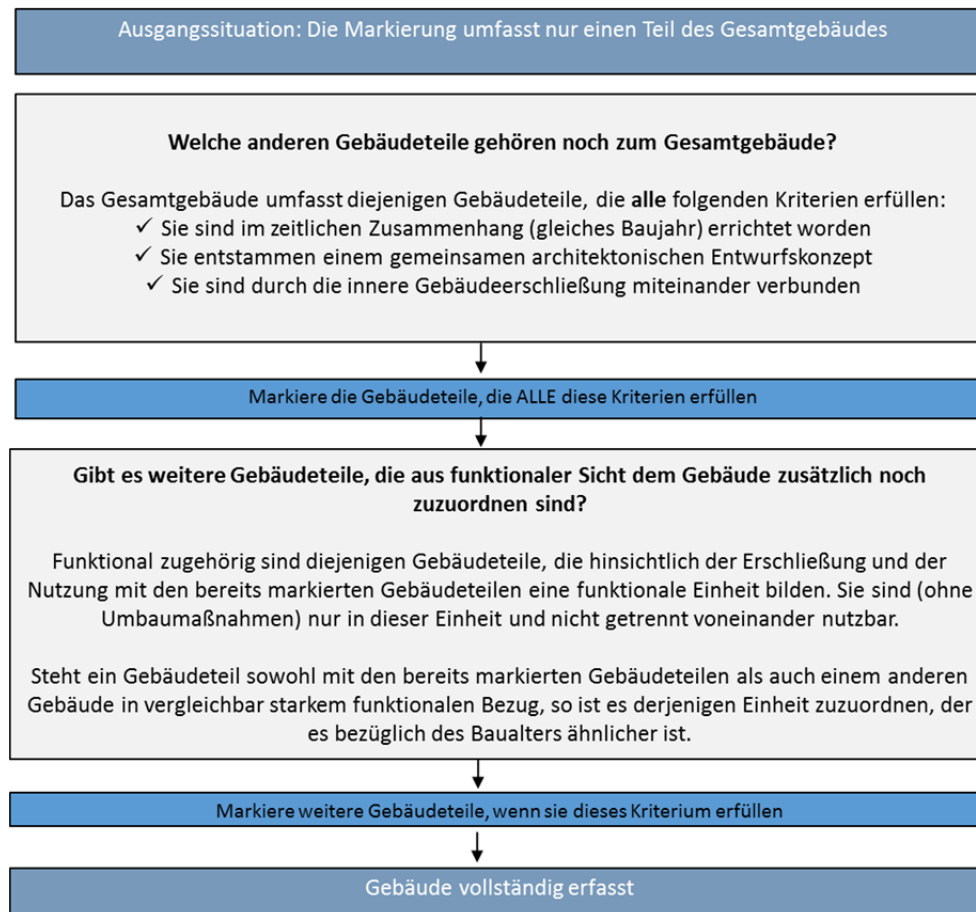 Ausgangssituation: Die Markierung umfasst nur einen Teil des Gesamtgebäudes
Welche anderen Gebäudeteile gehören noch zum Gesamtgebäude?
Das Gesamtgebäude umfasst diejenigen Gebäudeteile, die alle folgenden Kriterien erfüllen:
✓ Sie sind im zeitlichen Zusammenhang (gleiches Baujahr) errichtet worden
✓ Sie entstammen einem gemeinsamen architektonischen Entwurfskonzept
✓ Sie sind durch die innere Gebäudeerschließung miteinander verbunden
Markiere die Gebäudeteile, die ALLE diese Kriterien erfüllen
Gibt es weitere Gebäudeteile, die aus funktionaler Sicht dem Gebäude zusätzlich noch
zuzuordnen sind?
Funktional zugehörig sind diejenigen Gebäudeteile, die hinsichtlich der Erschließung und der
Nutzung mit den bereits markierten Gebäudeteilen eine funktionale Einheit bilden. Sie sind (ohne
Umbaumaßnahmen) nur in dieser Einheit und nicht getrennt voneinander nutzbar.
Steht ein Gebäudeteil sowohl mit den bereits markierten Gebäudeteilen als auch einem anderen
Gebäude in vergleichbar starkem funktionalen Bezug, so ist es derjenigen Einheit zuzuordnen, der
es bezüglich des Baualters ähnlicher ist.
Markiere weitere Gebäudeteile, wenn sie dieses Kriterium erfüllen
Gebäude vollständig erfasst